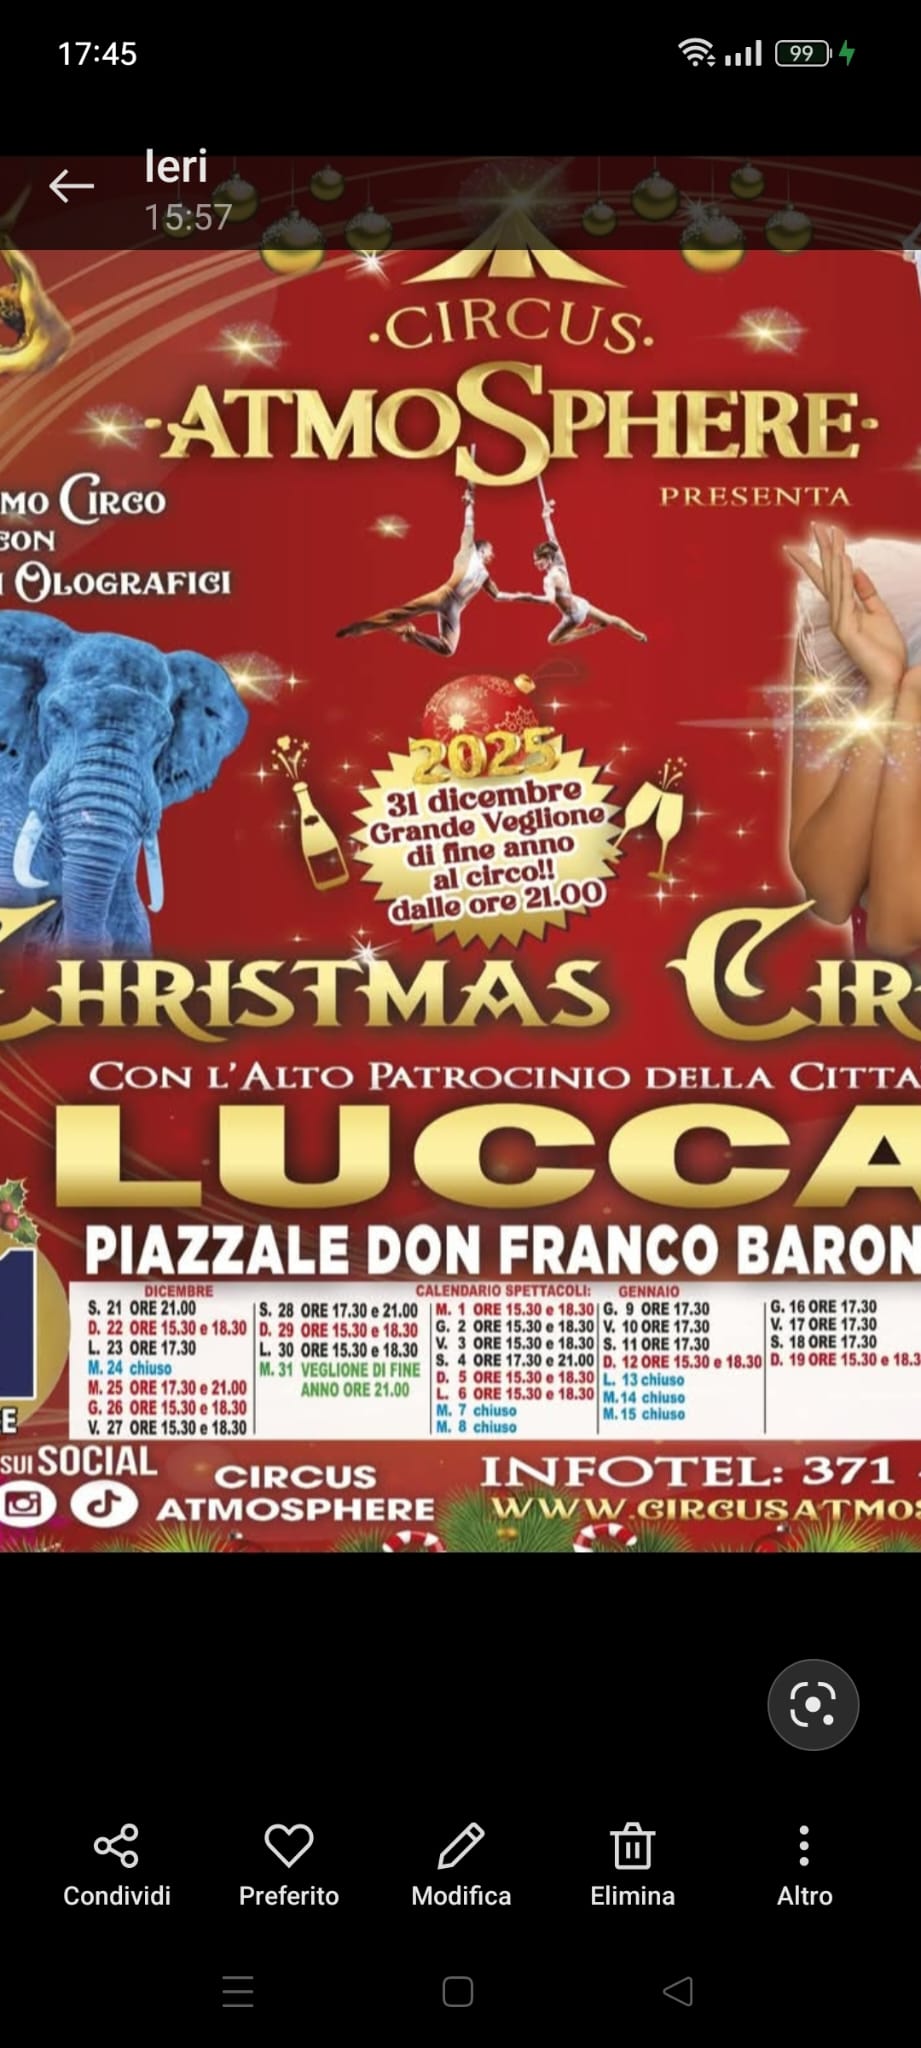 17:45
99
Ieri
15:57
·CIRCUS·
·ATMOSPHERE·
PRESENTA
MO CIRCO
CON
I OLOGRAFICI
2025
31 dicembre
Grande Veglione
di fine anno
al circo!!
dalle ore 21.00
CHRISTMAS CIR
CON L'ALTO PATROCINIO DELLA CITTA
LUCCA
PIAZZALE DON FRANCO BARON
DICEMBRE
S. 21 ORE 21.00
D. 22 ORE 15.30 e 18.30
L. 23 ORE 17.30
M. 24 chiuso
M. 25 ORE 17.30 e 21.00
G. 26 ORE 15.30 e 18.30
V. 27 ORE 15.30 e 18.30
S. 28 ORE 17.30 e 21.00
D. 29 ORE 15.30 e 18.30
L. 30 ORE 15.30 e 18.30
M. 31 VEGLIONE DI FINE
ANNO ORE 21.00
CALENDARIO SPETTACOLI: GENNAIO
M. 1 ORE 15.30 e 18.30
G. 2 ORE 15.30 e 18.30
V. 3 ORE 15.30 e 18.30
S. 4 ORE 17.30 e 21.00
D. 5 ORE 15.30 e 18.30
L. 6 ORE 15.30 e 18.30
M. 7 chiuso
M. 8 chiuso
G. 9 ORE 17.30
V. 10 ORE 17.30
S. 11 ORE 17.30
D. 12 ORE 15.30 e 18.30
L. 13 chiuso
M. 14 chiuso
M. 15 chiuso
G. 16 ORE 17.30
V. 17 ORE 17.30
S. 18 ORE 17.30
D. 19 ORE 15.30 e 18.3
1
E
SUI SOCIAL
CIRCUS
ATMOSPHERE
INFOTEL: 371
WWW.CIRCUSATMO
Condividi
Preferito
Modifica
Elimina
Altro